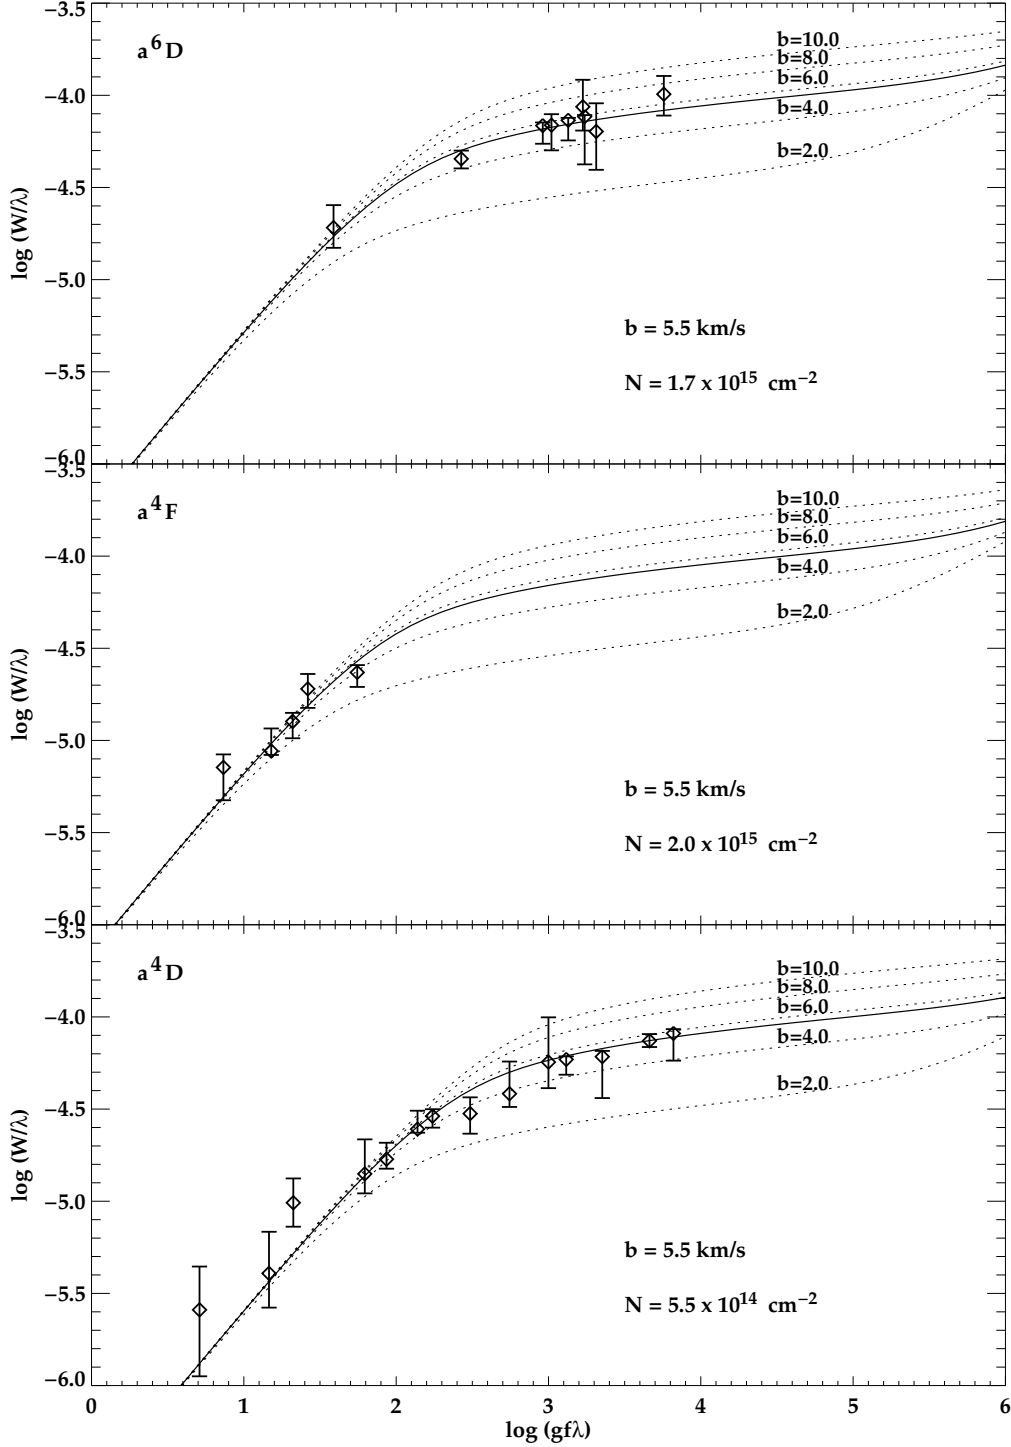 −3.5
a⁶D
b=10.0
b=8.0
b=6.0
−4.0
b=4.0
b=2.0
−4.5
log (W/λ)
−5.0
b = 5.5 km/s
−5.5
N = 1.7 x 10¹⁵ cm⁻²
−6.0
−3.5
a⁴F
b=10.0
b=8.0
b=6.0
−4.0
b=4.0
b=2.0
−4.5
log (W/λ)
−5.0
b = 5.5 km/s
−5.5
N = 2.0 x 10¹⁵ cm⁻²
−6.0
−3.5
a⁴D
b=10.0
b=8.0
b=6.0
−4.0
b=4.0
b=2.0
−4.5
log (W/λ)
−5.0
b = 5.5 km/s
−5.5
N = 5.5 x 10¹⁴ cm⁻²
−6.0
0 1 2 3 4 5 6
log (gfλ)